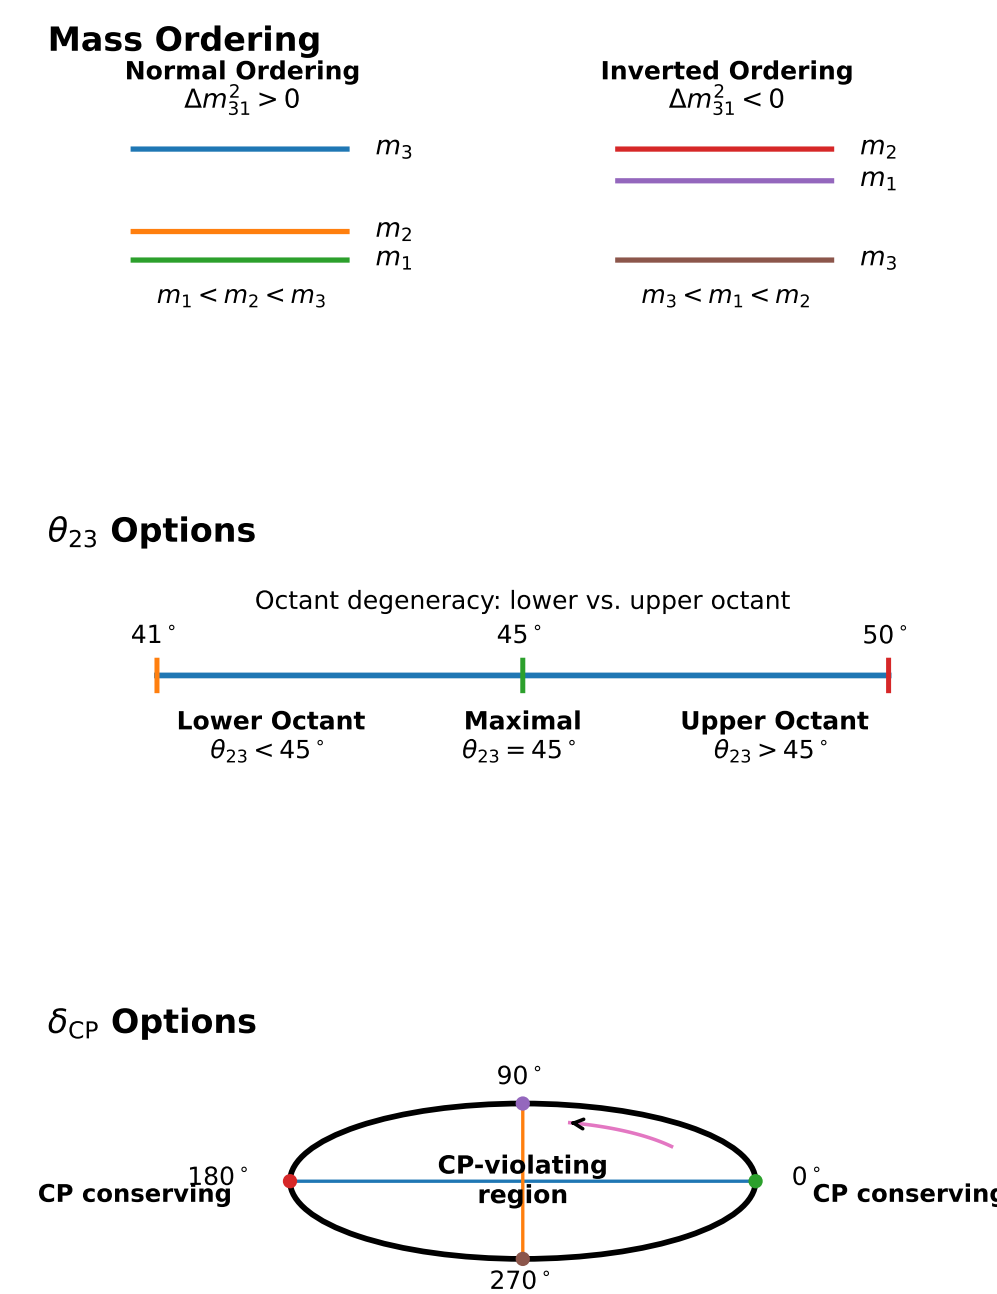 Mass Ordering
Normal Ordering
Δm²₃₁ > 0
m₃
m₂
m₁
m₁ < m₂ < m₃
Inverted Ordering
Δm²₃₁ < 0
m₂
m₁
m₃
m₃ < m₁ < m₂
θ₂₃ Options
Octant degeneracy: lower vs. upper octant
41° 45° 50°
Lower Octant
θ₂₃ < 45°
Maximal
θ₂₃ = 45°
Upper Octant
θ₂₃ > 45°
δCP Options
90°
180°
CP conserving
CP-violating
region
0°
CP conserving
270°